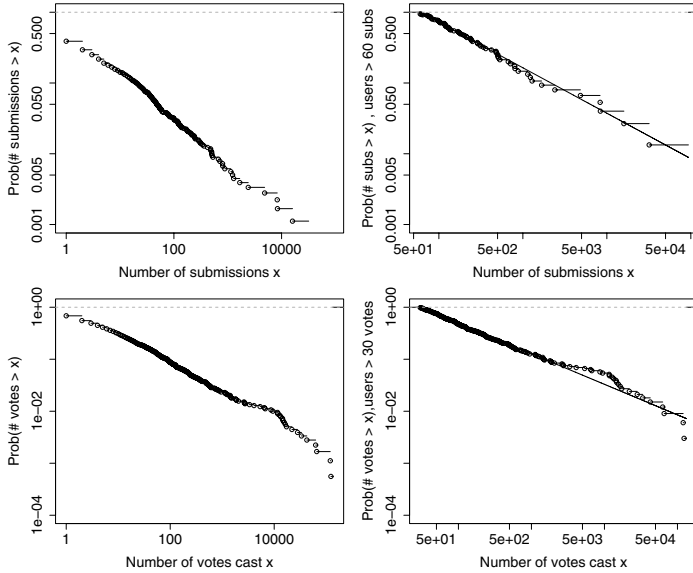 Prob(# submissions > x)
0.500
0.050
0.005
0.001
1
100
10000
Number of submissions x
Prob(# subs > x) , users > 60 subs
0.500
0.050
0.005
0.001
5e+01
5e+02
5e+03
5e+04
Number of submissions x
Prob(# votes > x)
1e+00
1e-02
1e-04
1
100
10000
Number of votes cast x
Prob(# votes > x),users > 30 votes
1e+00
1e-02
1e-04
5e+01
5e+02
5e+03
5e+04
Number of votes cast x